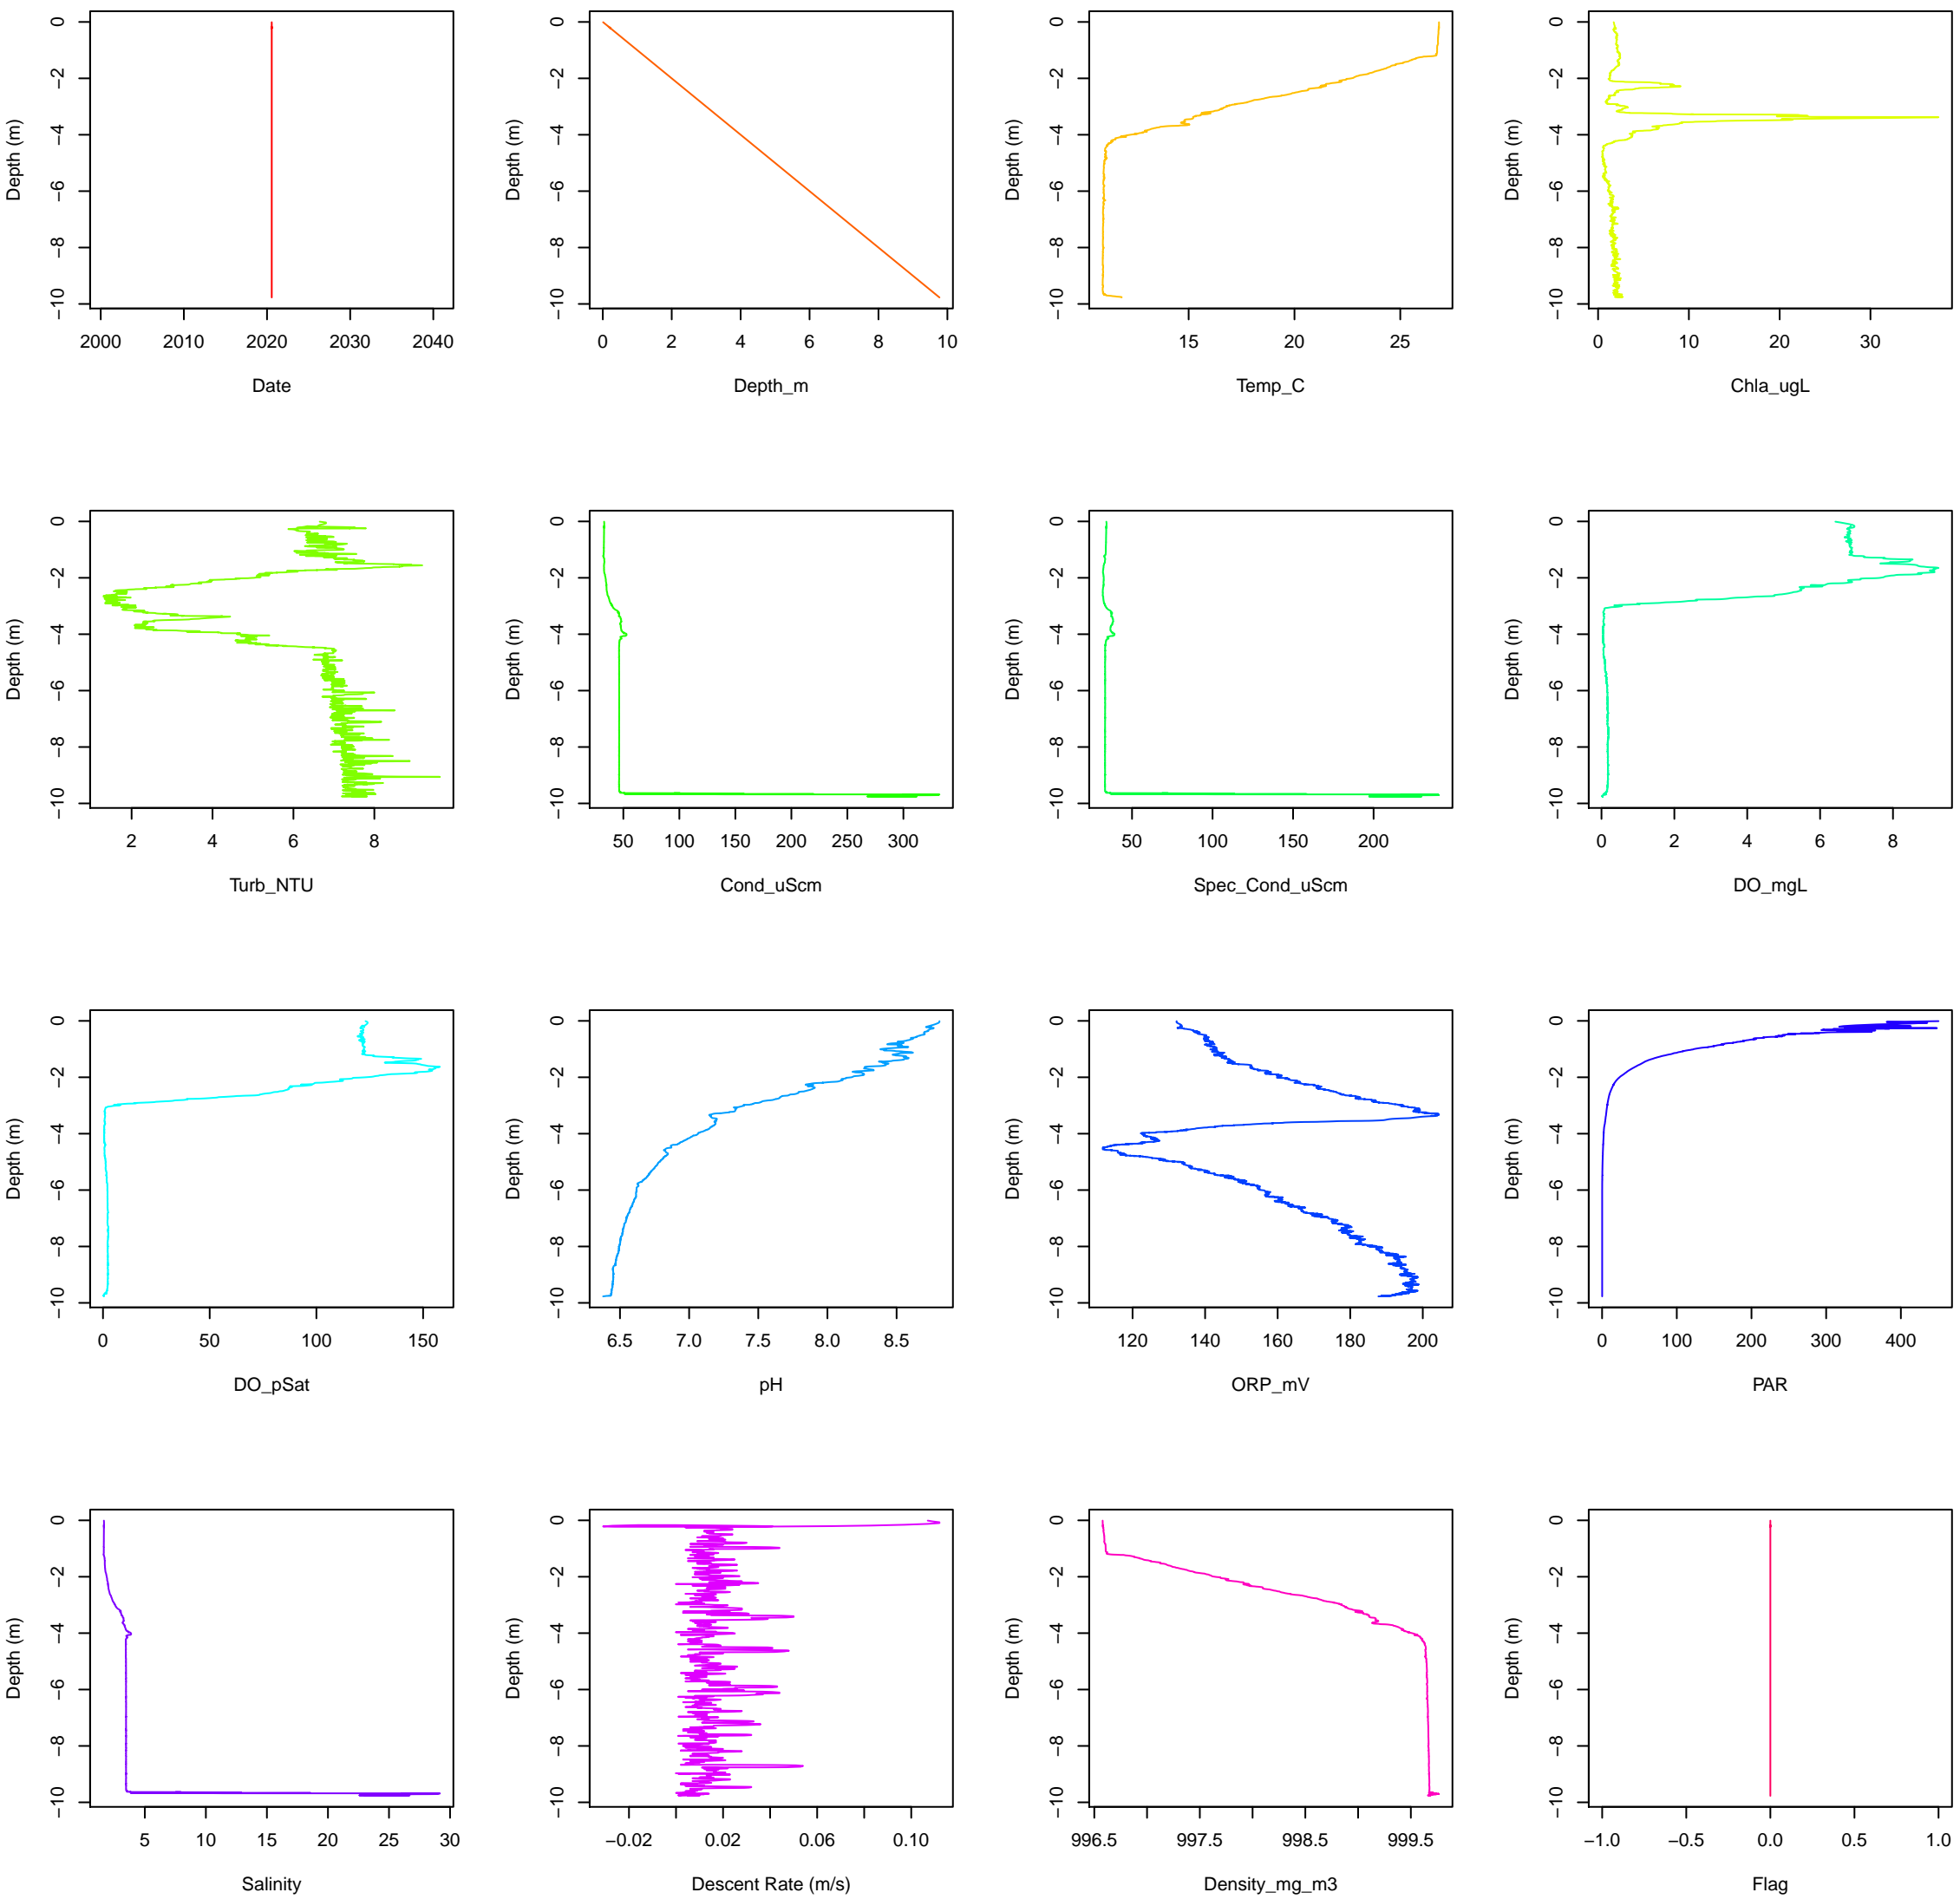 Depth (m)
−10 −8 −6 −4 −2 0
2000 2010 2020 2030 2040
Date
Depth (m)
−10 −8 −6 −4 −2 0
0 2 4 6 8 10
Depth_m
Depth (m)
−10 −8 −6 −4 −2 0
15 20 25
Temp_C
Depth (m)
−10 −8 −6 −4 −2 0
0 10 20 30
Chla_ugL
Depth (m)
−10 −8 −6 −4 −2 0
2 4 6 8
Turb_NTU
Depth (m)
−10 −8 −6 −4 −2 0
50 100 150 200 250 300
Cond_uScm
Depth (m)
−10 −8 −6 −4 −2 0
50 100 150 200
Spec_Cond_uScm
Depth (m)
−10 −8 −6 −4 −2 0
0 2 4 6 8
DO_mgL
Depth (m)
−10 −8 −6 −4 −2 0
0 50 100 150
DO_pSat
Depth (m)
−10 −8 −6 −4 −2 0
6.5 7.0 7.5 8.0 8.5
pH
Depth (m)
−10 −8 −6 −4 −2 0
120 140 160 180 200
ORP_mV
Depth (m)
−10 −8 −6 −4 −2 0
0 100 200 300 400
PAR
Depth (m)
−10 −8 −6 −4 −2 0
5 10 15 20 25 30
Salinity
Depth (m)
−10 −8 −6 −4 −2 0
−0.02 0.02 0.06 0.10
Descent Rate (m/s)
Depth (m)
−10 −8 −6 −4 −2 0
996.5 997.5 998.5 999.5
Density_mg_m3
Depth (m)
−10 −8 −6 −4 −2 0
−1.0 −0.5 0.0 0.5 1.0
Flag